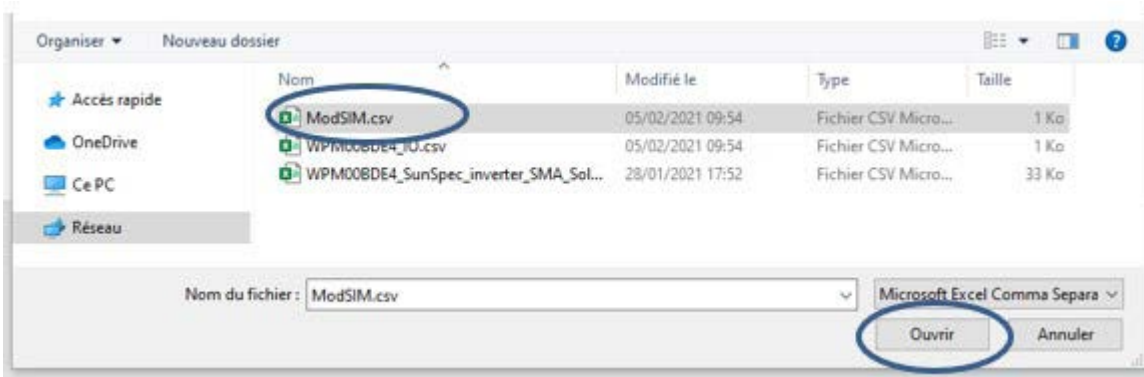 Organiser Nouveau dossier
Nom Modifié le Type Taille
Accès rapide
OneDrive
Ce PC
Réseau
ModSIM.csv 05/02/2021 09:54 Fichier CSV Micro... 1 Ko
WPM00BDE4_IO.csv 05/02/2021 09:54 Fichier CSV Micro... 1 Ko
WPM00BDE4_SunSpec_inverter_SMA_Sol... 28/01/2021 17:52 Fichier CSV Micro... 33 Ko
Nom du fichier : ModSIM.csv Microsoft Excel Comma Separa
Ouvrir Annuler